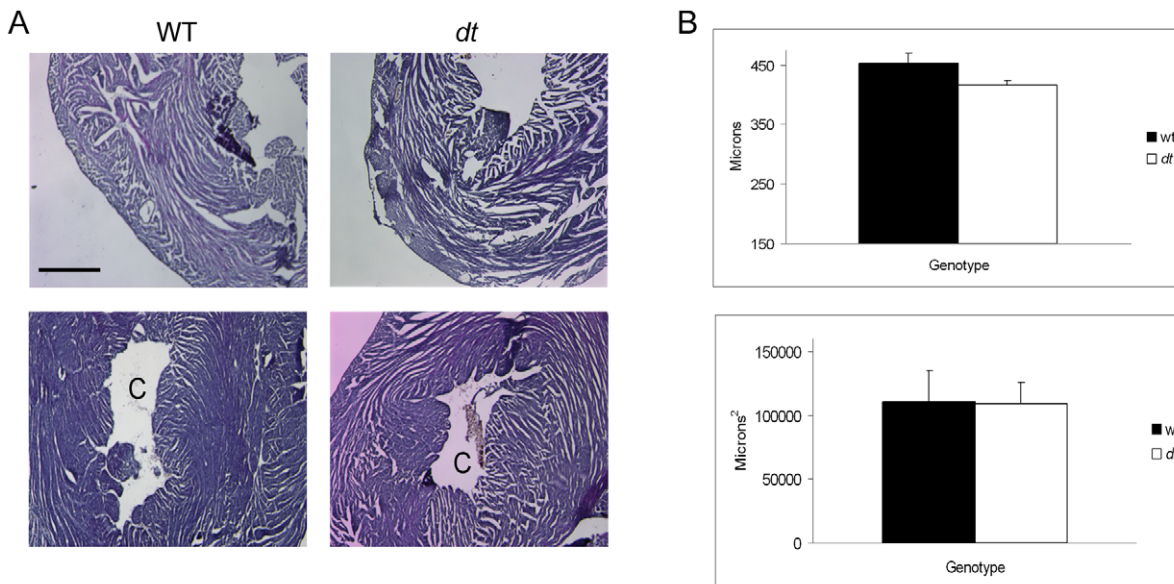 A
WT
dt
C
C
B
450
350
250
150
Microns
Genotype
wt
dt
150000
100000
50000
0
Microns²
Genotype